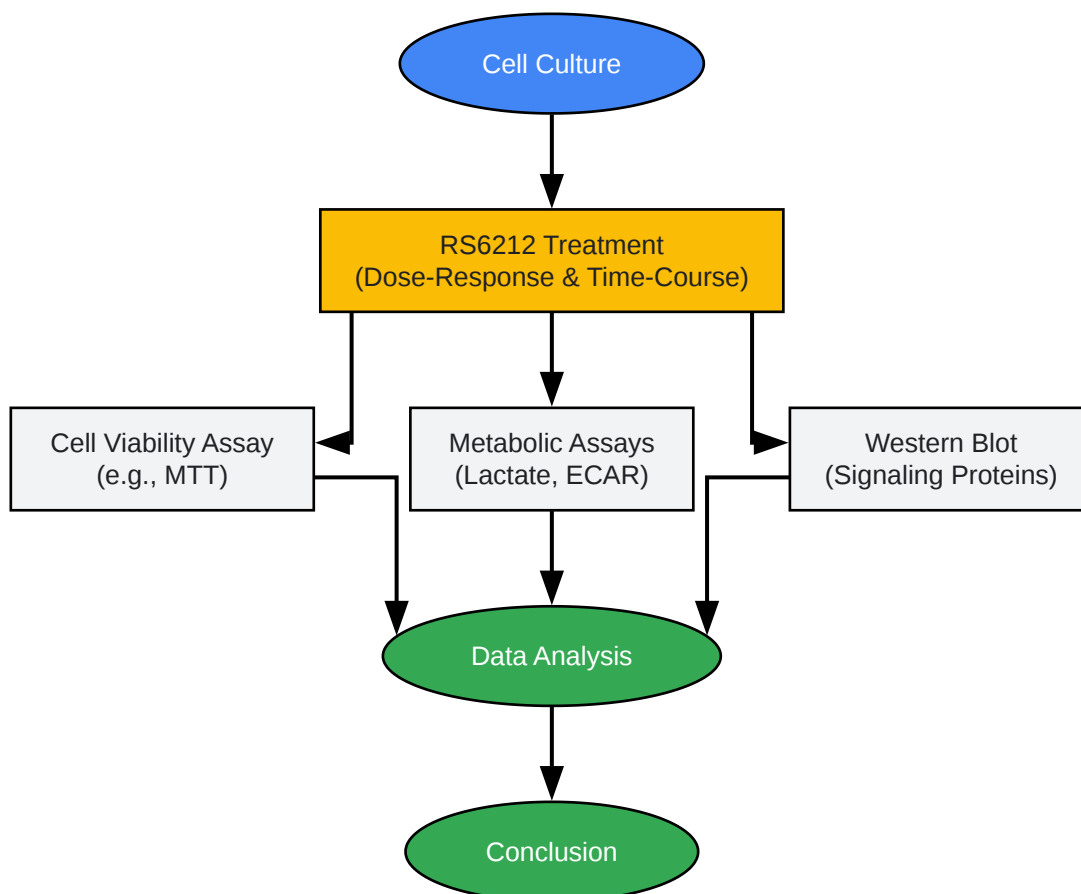 Cell Culture
RS6212 Treatment
(Dose-Response & Time-Course)
Cell Viability Assay
(e.g., MTT)
Metabolic Assays
(Lactate, ECAR)
Western Blot
(Signaling Proteins)
Data Analysis
Conclusion